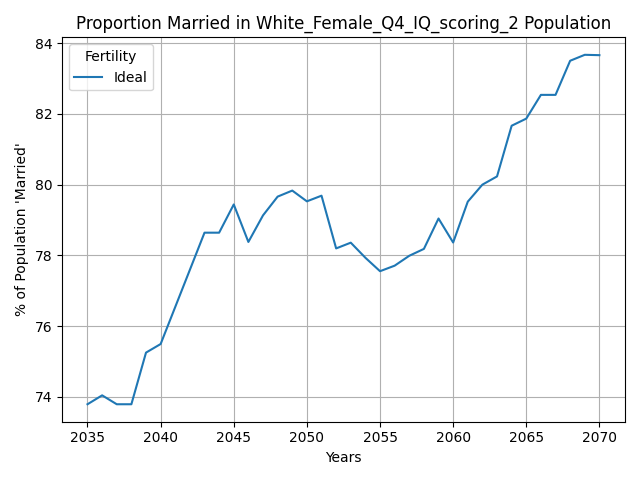 Proportion Married in White_Female_Q4_IQ_scoring_2 Population
% of Population 'Married'
84
82
80
78
76
74
Fertility
Ideal
2035 2040 2045 2050 2055 2060 2065 2070
Years